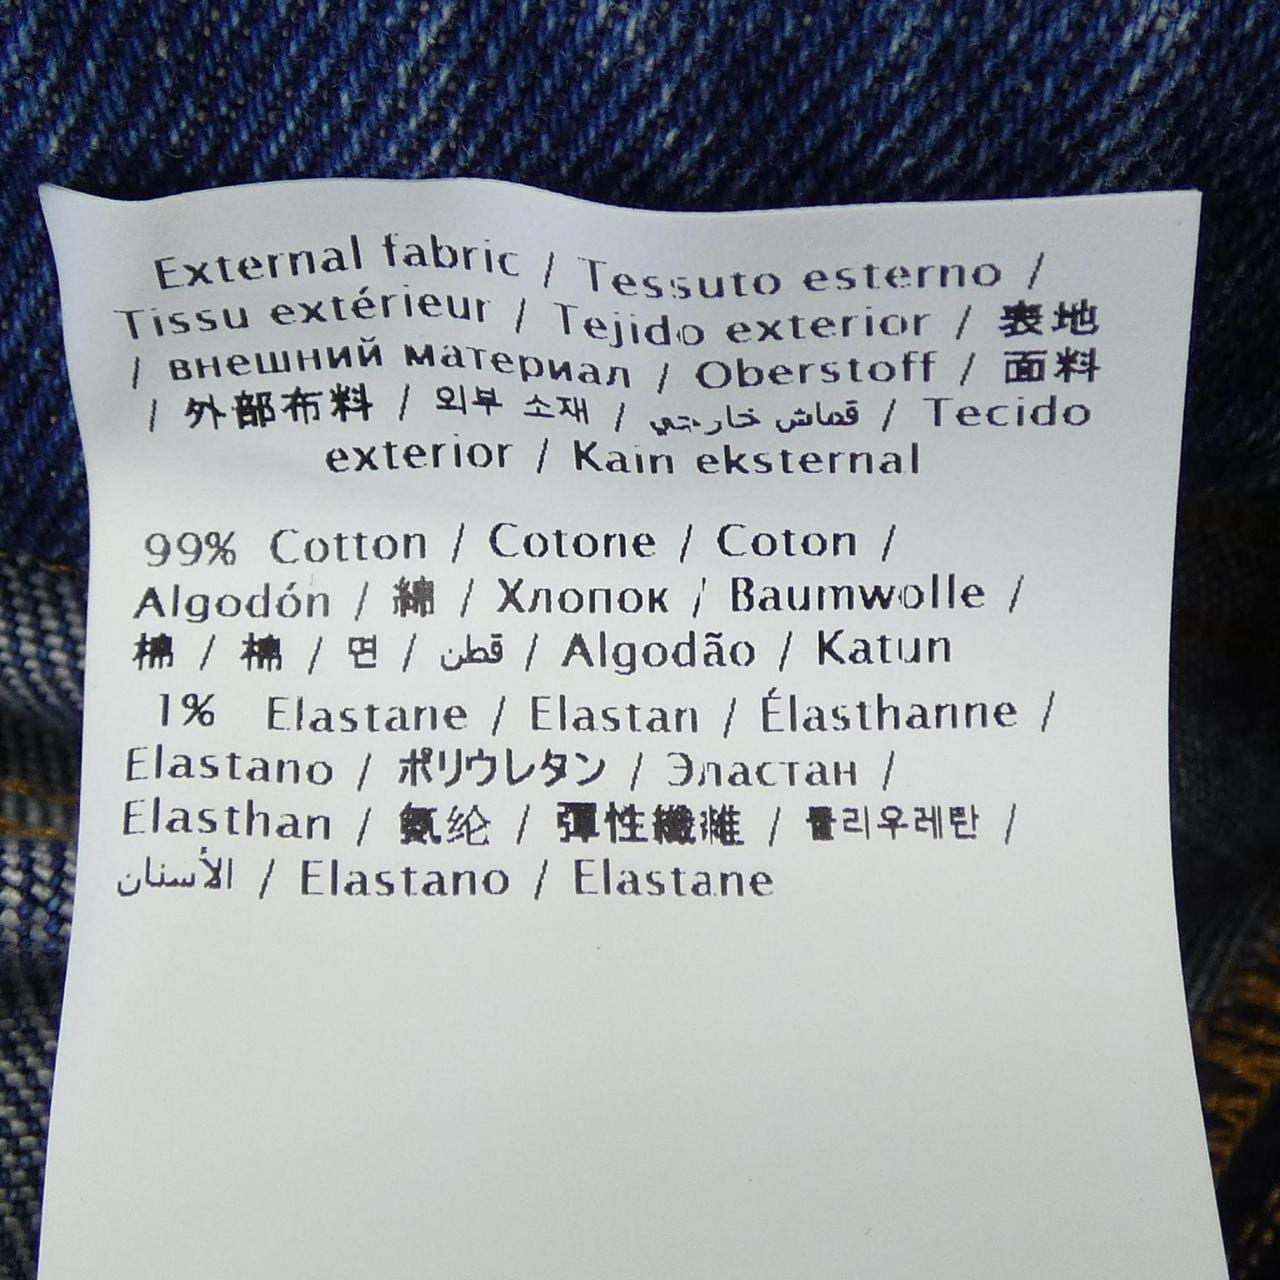 External fabric / Tessuto esterno /
Tissu extérieur / Tejido exterior / 表地
/ внешний материал / Oberstoff / 面料
/ 外部布料 / 외부 소재 / قماش خارجي / Tecido
exterior / Kain eksternal
99% Cotton / Cotone / Coton /
Algodón / 綿 / Хлопок / Baumwolle /
棉 / 棉 / 면 / قطن / Algodão / Katun
1% Elastane / Elastan / Élasthanne /
Elastano / ポリウレタン / Эластан /
Elasthan / 氨纶 / 彈性纖維 / 폴리우레탄 /
الأسنان / Elastano / Elastane